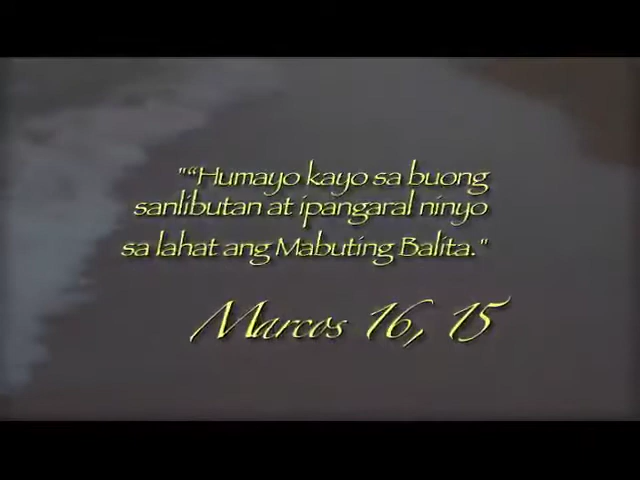 "“Humayo kayo sa buong
sanlibutan at ipangaral ninyo
sa lahat ang Mabuting Balita."
Marcos 16, 15